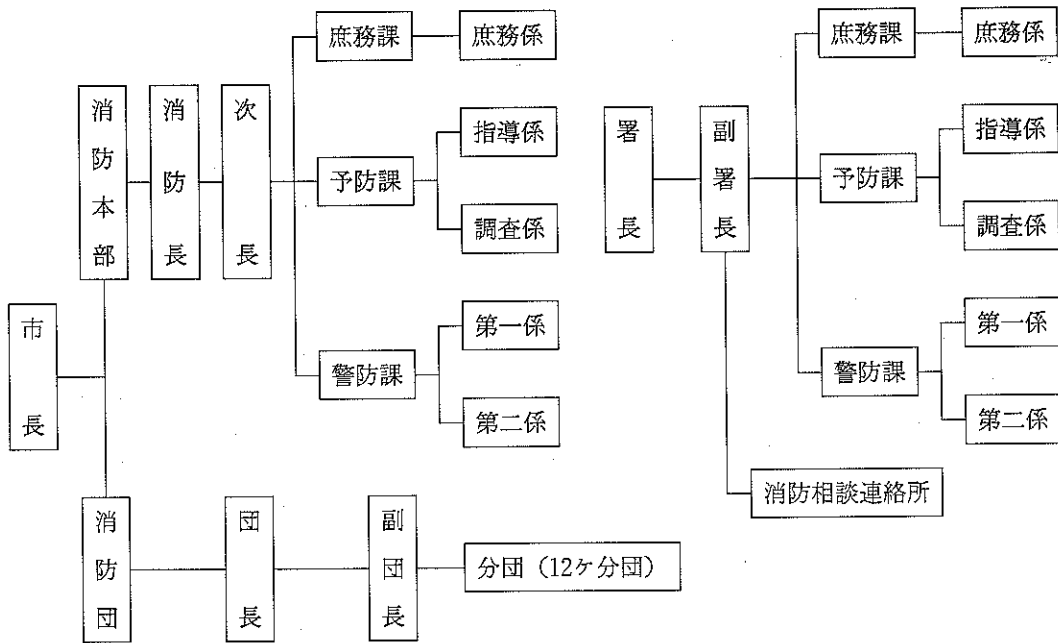 市長
消防本部
消防長
次長
庶務課
庶務係
予防課
指導係
調査係
警防課
第一係
第二係
消防団
団長
副団長
分団（12ケ分団）
署長
副署長
庶務課
庶務係
予防課
指導係
調査係
警防課
第一係
第二係
消防相談連絡所